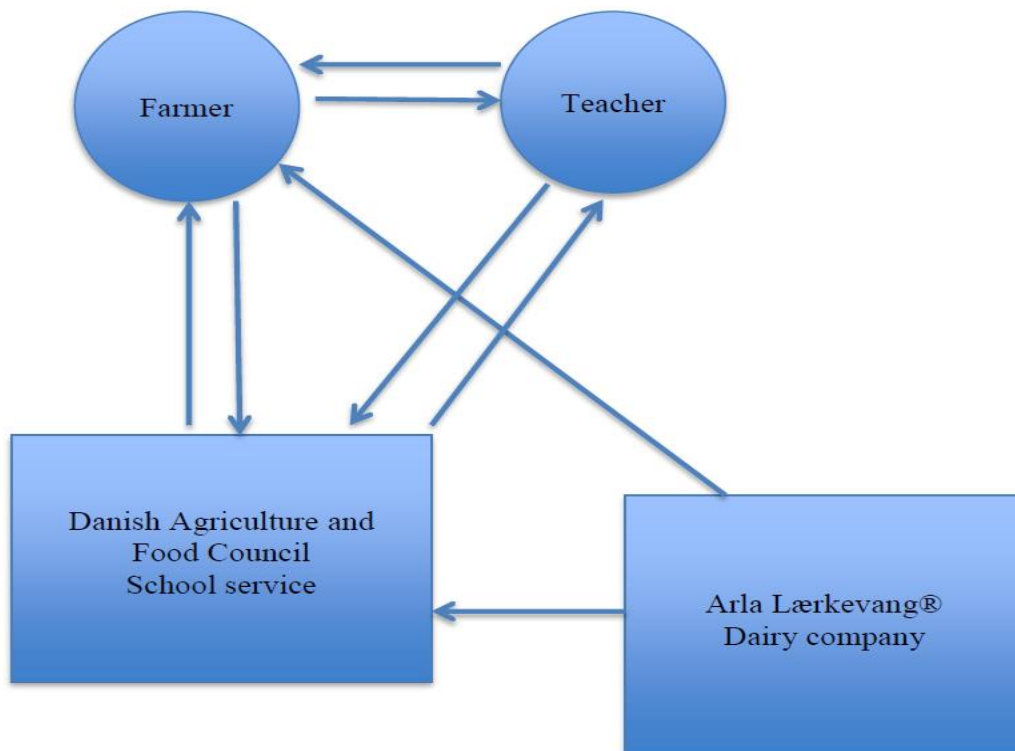 Farmer
Teacher
Danish Agriculture and
Food Council
School service
Arla Lærkevang®
Dairy company